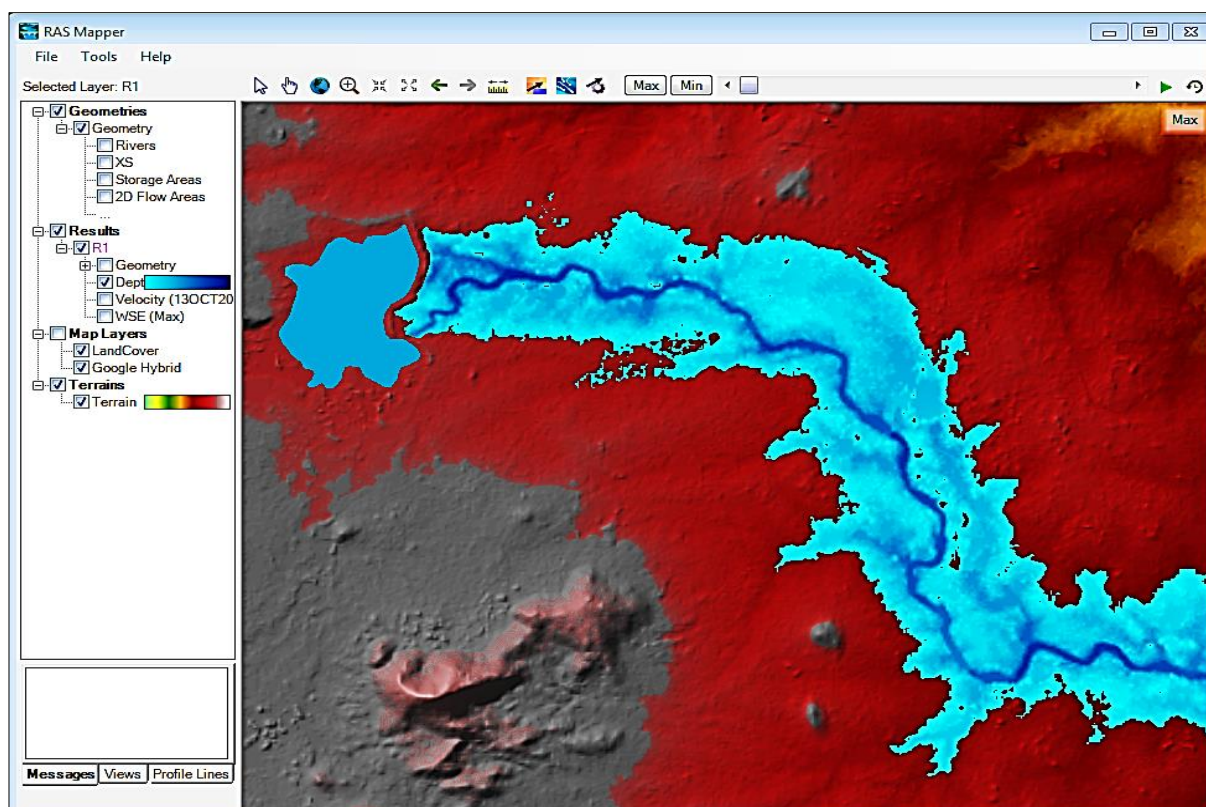 RAS Mapper
File Tools Help
Selected Layer: R1
Max Min
Max
Geometries
Geometry
Rivers
XS
Storage Areas
2D Flow Areas
...
Results
R1
Geometry
Dept
Velocity (13OCT20
WSE (Max)
Map Layers
LandCover
Google Hybrid
Terrains
Terrain
Messages Views Profile Lines